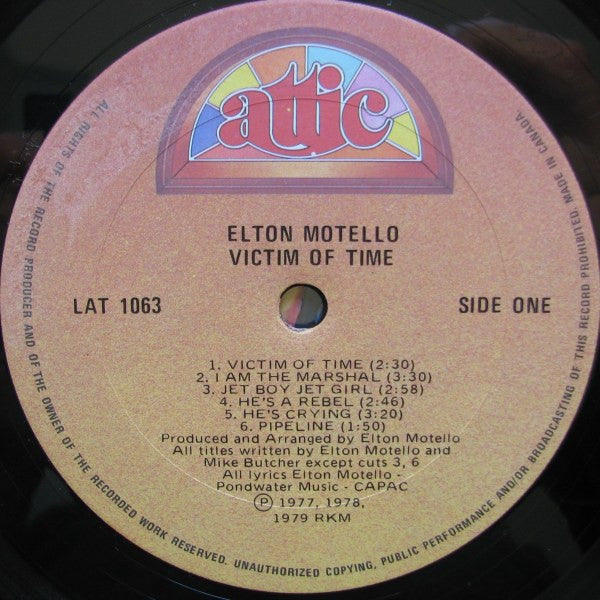 attic
ELTON MOTELLO
VICTIM OF TIME
LAT 1063
SIDE ONE
1. VICTIM OF TIME (2:30)
2. I AM THE MARSHAL (3:30)
3. JET BOY JET GIRL (2:58)
4. HE'S A REBEL (2:46)
5. HE'S CRYING (3:20)
6. PIPELINE (1:50)
Produced and Arranged by Elton Motello
All titles written by Elton Motello and
Mike Butcher except cuts 3, 6
All lyrics Elton Motello -
Pondwater Music - CAPAC
Ⓟ 1977, 1978,
1979 RKM
ALL RIGHTS OF THE RECORD PRODUCER AND OF THE OWNER OF THE RECORDED WORK RESERVED. UNAUTHORIZED COPYING, PUBLIC PERFORMANCE AND/OR BROADCASTING OF THIS RECORD PROHIBITED MADE IN CANADA